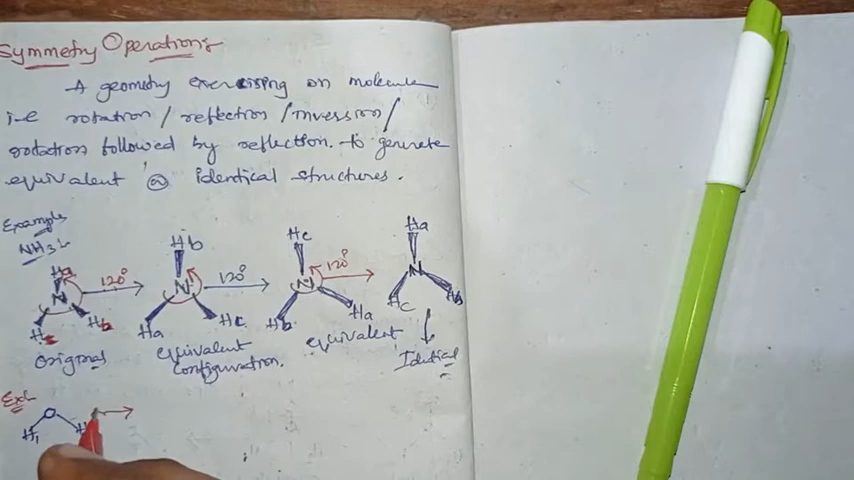 Symmetry Operations
A geometry exercising on molecule
i.e rotation / reflection / inversion /
rotation followed by reflection. to generate
equivalent (or) identical structures.
Example
NH3
Ha Hb Hc Ha
120° 120° 120°
N N N N
Hc Hb Ha Hc Hb Ha Hc Hb
Original equivalent configuration. equivalent Identical
Ex:
O
H1 H